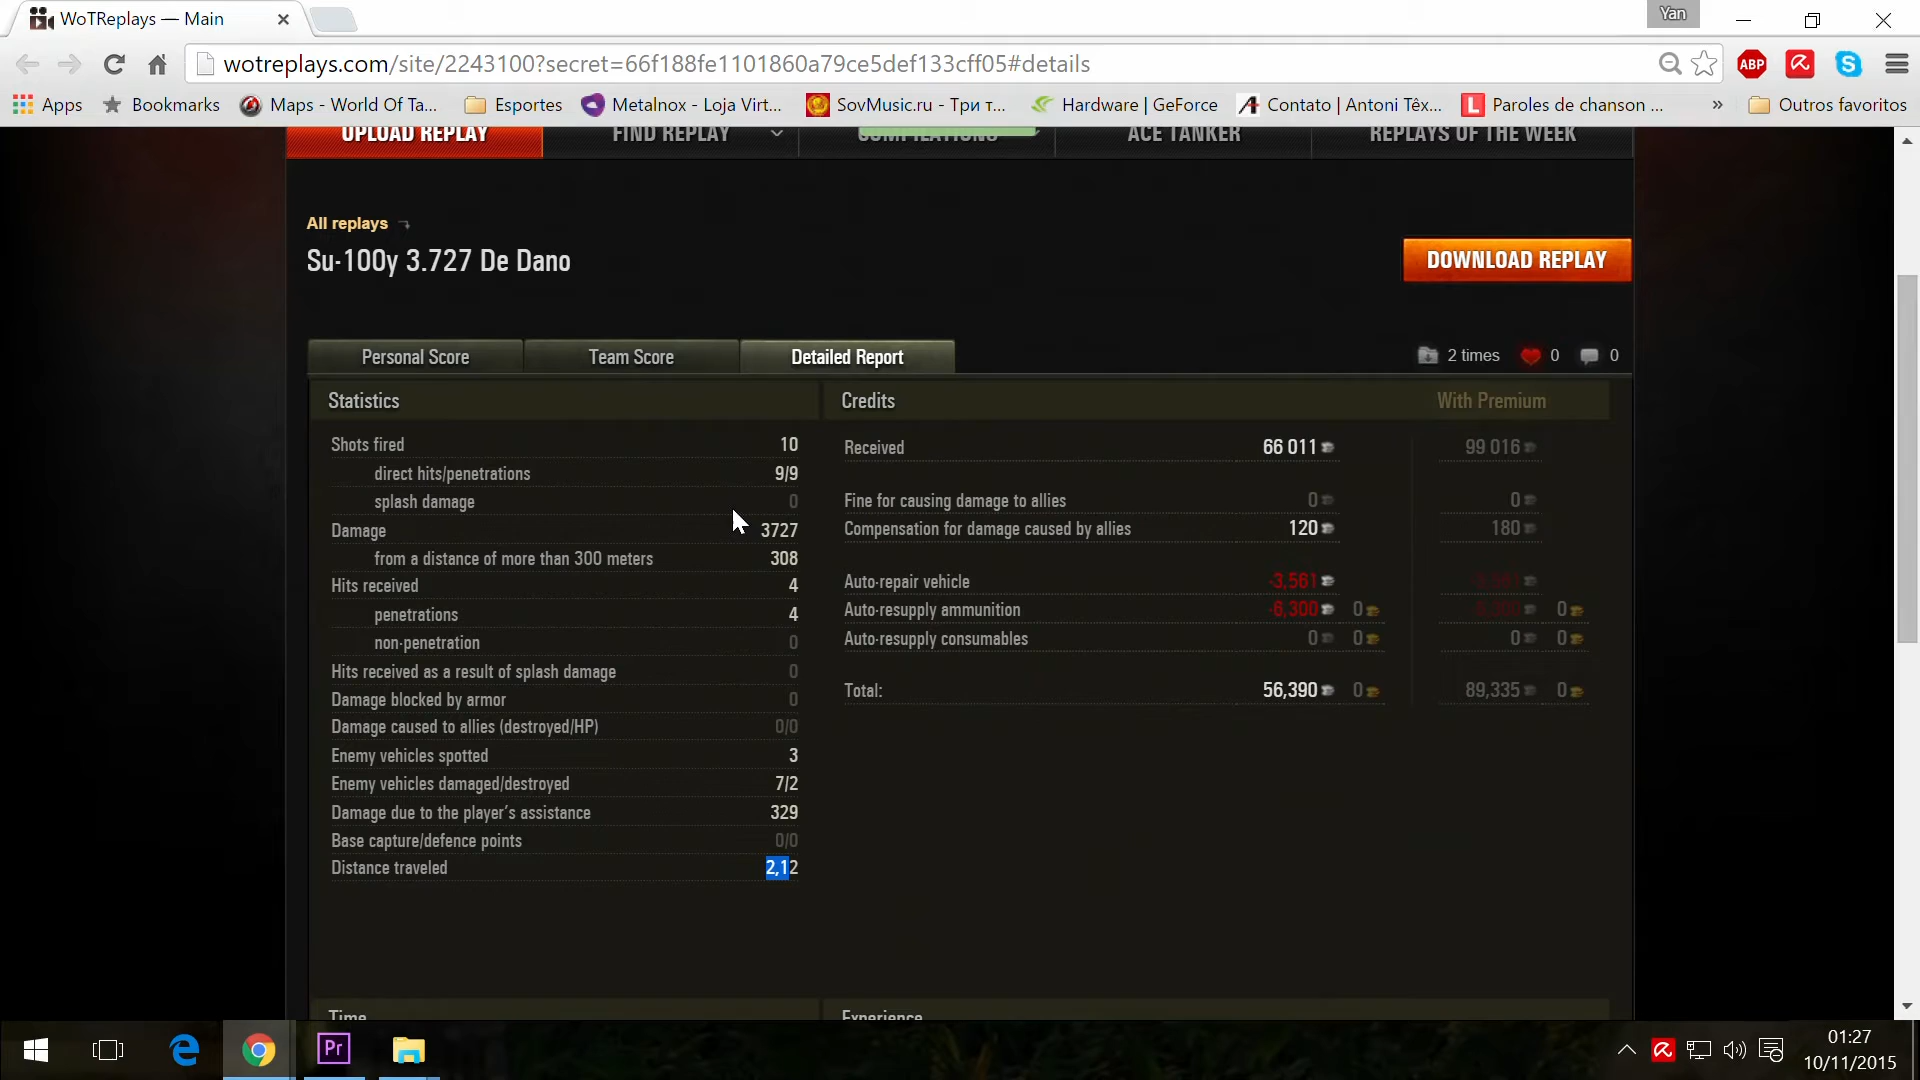 WoTReplays — Main
Yan
wotreplays.com/site/2243100?secret=66f188fe1101860a79ce5def133cff05#details
ABP
Apps
Bookmarks
Maps - World Of Ta...
Esportes
Metalnox - Loja Virt...
SovMusic.ru - Три т...
Hardware | GeForce
Contato | Antoni Têx...
Paroles de chanson ...
»
Outros favoritos
UPLOAD REPLAY
FIND REPLAY
COMPILATIONS
ACE TANKER
REPLAYS OF THE WEEK
All replays
Su-100y 3.727 De Dano
DOWNLOAD REPLAY
Personal Score
Team Score
Detailed Report
2 times
0
0
Statistics
Shots fired 10
direct hits/penetrations 9/9
splash damage 0
Damage 3727
from a distance of more than 300 meters 308
Hits received 4
penetrations 4
non-penetration 0
Hits received as a result of splash damage 0
Damage blocked by armor 0
Damage caused to allies (destroyed/HP) 0/0
Enemy vehicles spotted 3
Enemy vehicles damaged/destroyed 7/2
Damage due to the player's assistance 329
Base capture/defence points 0/0
Distance traveled 2,12
Credits With Premium
Received 66 011 99 016
Fine for causing damage to allies 0 0
Compensation for damage caused by allies 120 180
Auto-repair vehicle -3,561 -3,561
Auto-resupply ammunition -6,300 0 -6,300 0
Auto-resupply consumables 0 0 0 0
Total: 56,390 0 89,335 0
Time
Experience
Pr
01:27
10/11/2015